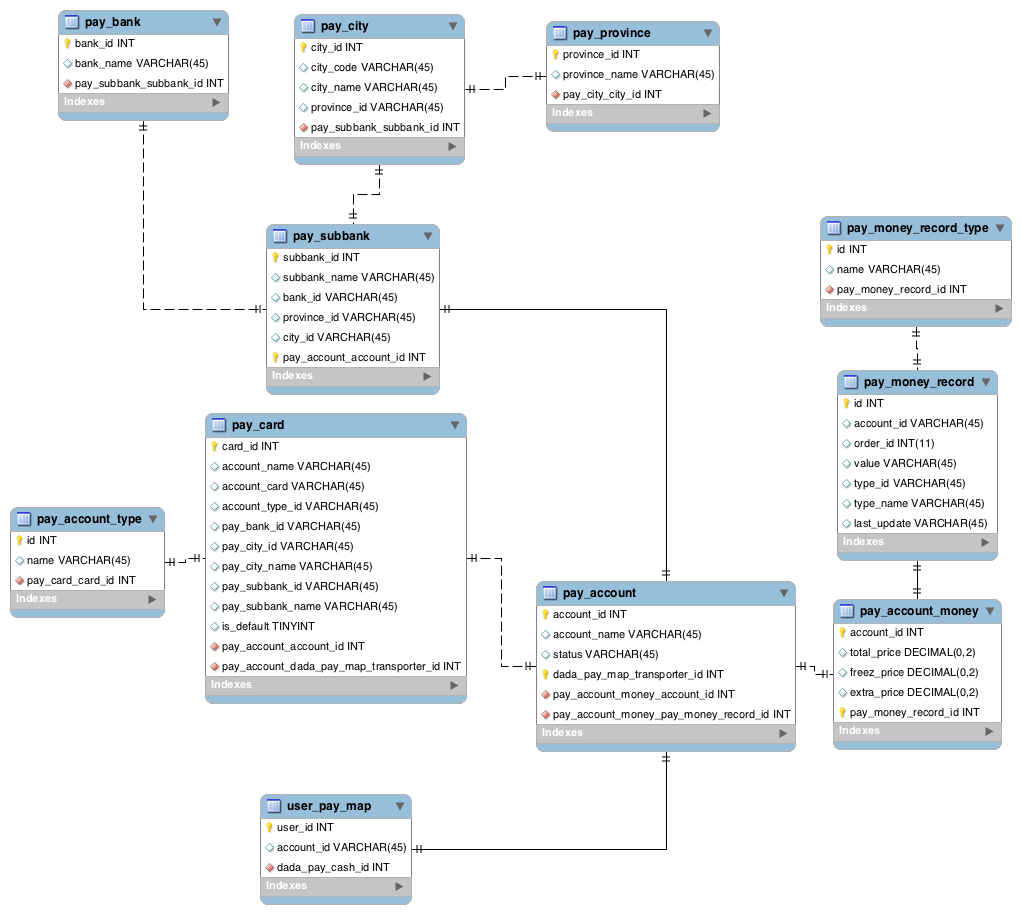 pay_bank
bank_id INT
bank_name VARCHAR(45)
pay_subbank_subbank_id INT
Indexes
pay_city
city_id INT
city_code VARCHAR(45)
city_name VARCHAR(45)
province_id VARCHAR(45)
pay_subbank_subbank_id INT
Indexes
pay_province
province_id INT
province_name VARCHAR(45)
pay_city_city_id INT
Indexes
pay_subbank
subbank_id INT
subbank_name VARCHAR(45)
bank_id VARCHAR(45)
province_id VARCHAR(45)
city_id VARCHAR(45)
pay_account_account_id INT
Indexes
pay_money_record_type
id INT
name VARCHAR(45)
pay_money_record_id INT
Indexes
pay_money_record
id INT
account_id VARCHAR(45)
order_id INT(11)
value VARCHAR(45)
type_id VARCHAR(45)
type_name VARCHAR(45)
last_update VARCHAR(45)
Indexes
pay_card
card_id INT
account_name VARCHAR(45)
account_card VARCHAR(45)
account_type_id VARCHAR(45)
pay_bank_id VARCHAR(45)
pay_city_id VARCHAR(45)
pay_city_name VARCHAR(45)
pay_subbank_id VARCHAR(45)
pay_subbank_name VARCHAR(45)
is_default TINYINT
pay_account_account_id INT
pay_account_dada_pay_map_transporter_id INT
Indexes
pay_account_type
id INT
name VARCHAR(45)
pay_card_card_id INT
Indexes
pay_account
account_id INT
account_name VARCHAR(45)
status VARCHAR(45)
dada_pay_map_transporter_id INT
pay_account_money_account_id INT
pay_account_money_pay_money_record_id INT
Indexes
pay_account_money
account_id INT
total_price DECIMAL(0,2)
freez_price DECIMAL(0,2)
extra_price DECIMAL(0,2)
pay_money_record_id INT
Indexes
user_pay_map
user_id INT
account_id VARCHAR(45)
dada_pay_cash_id INT
Indexes